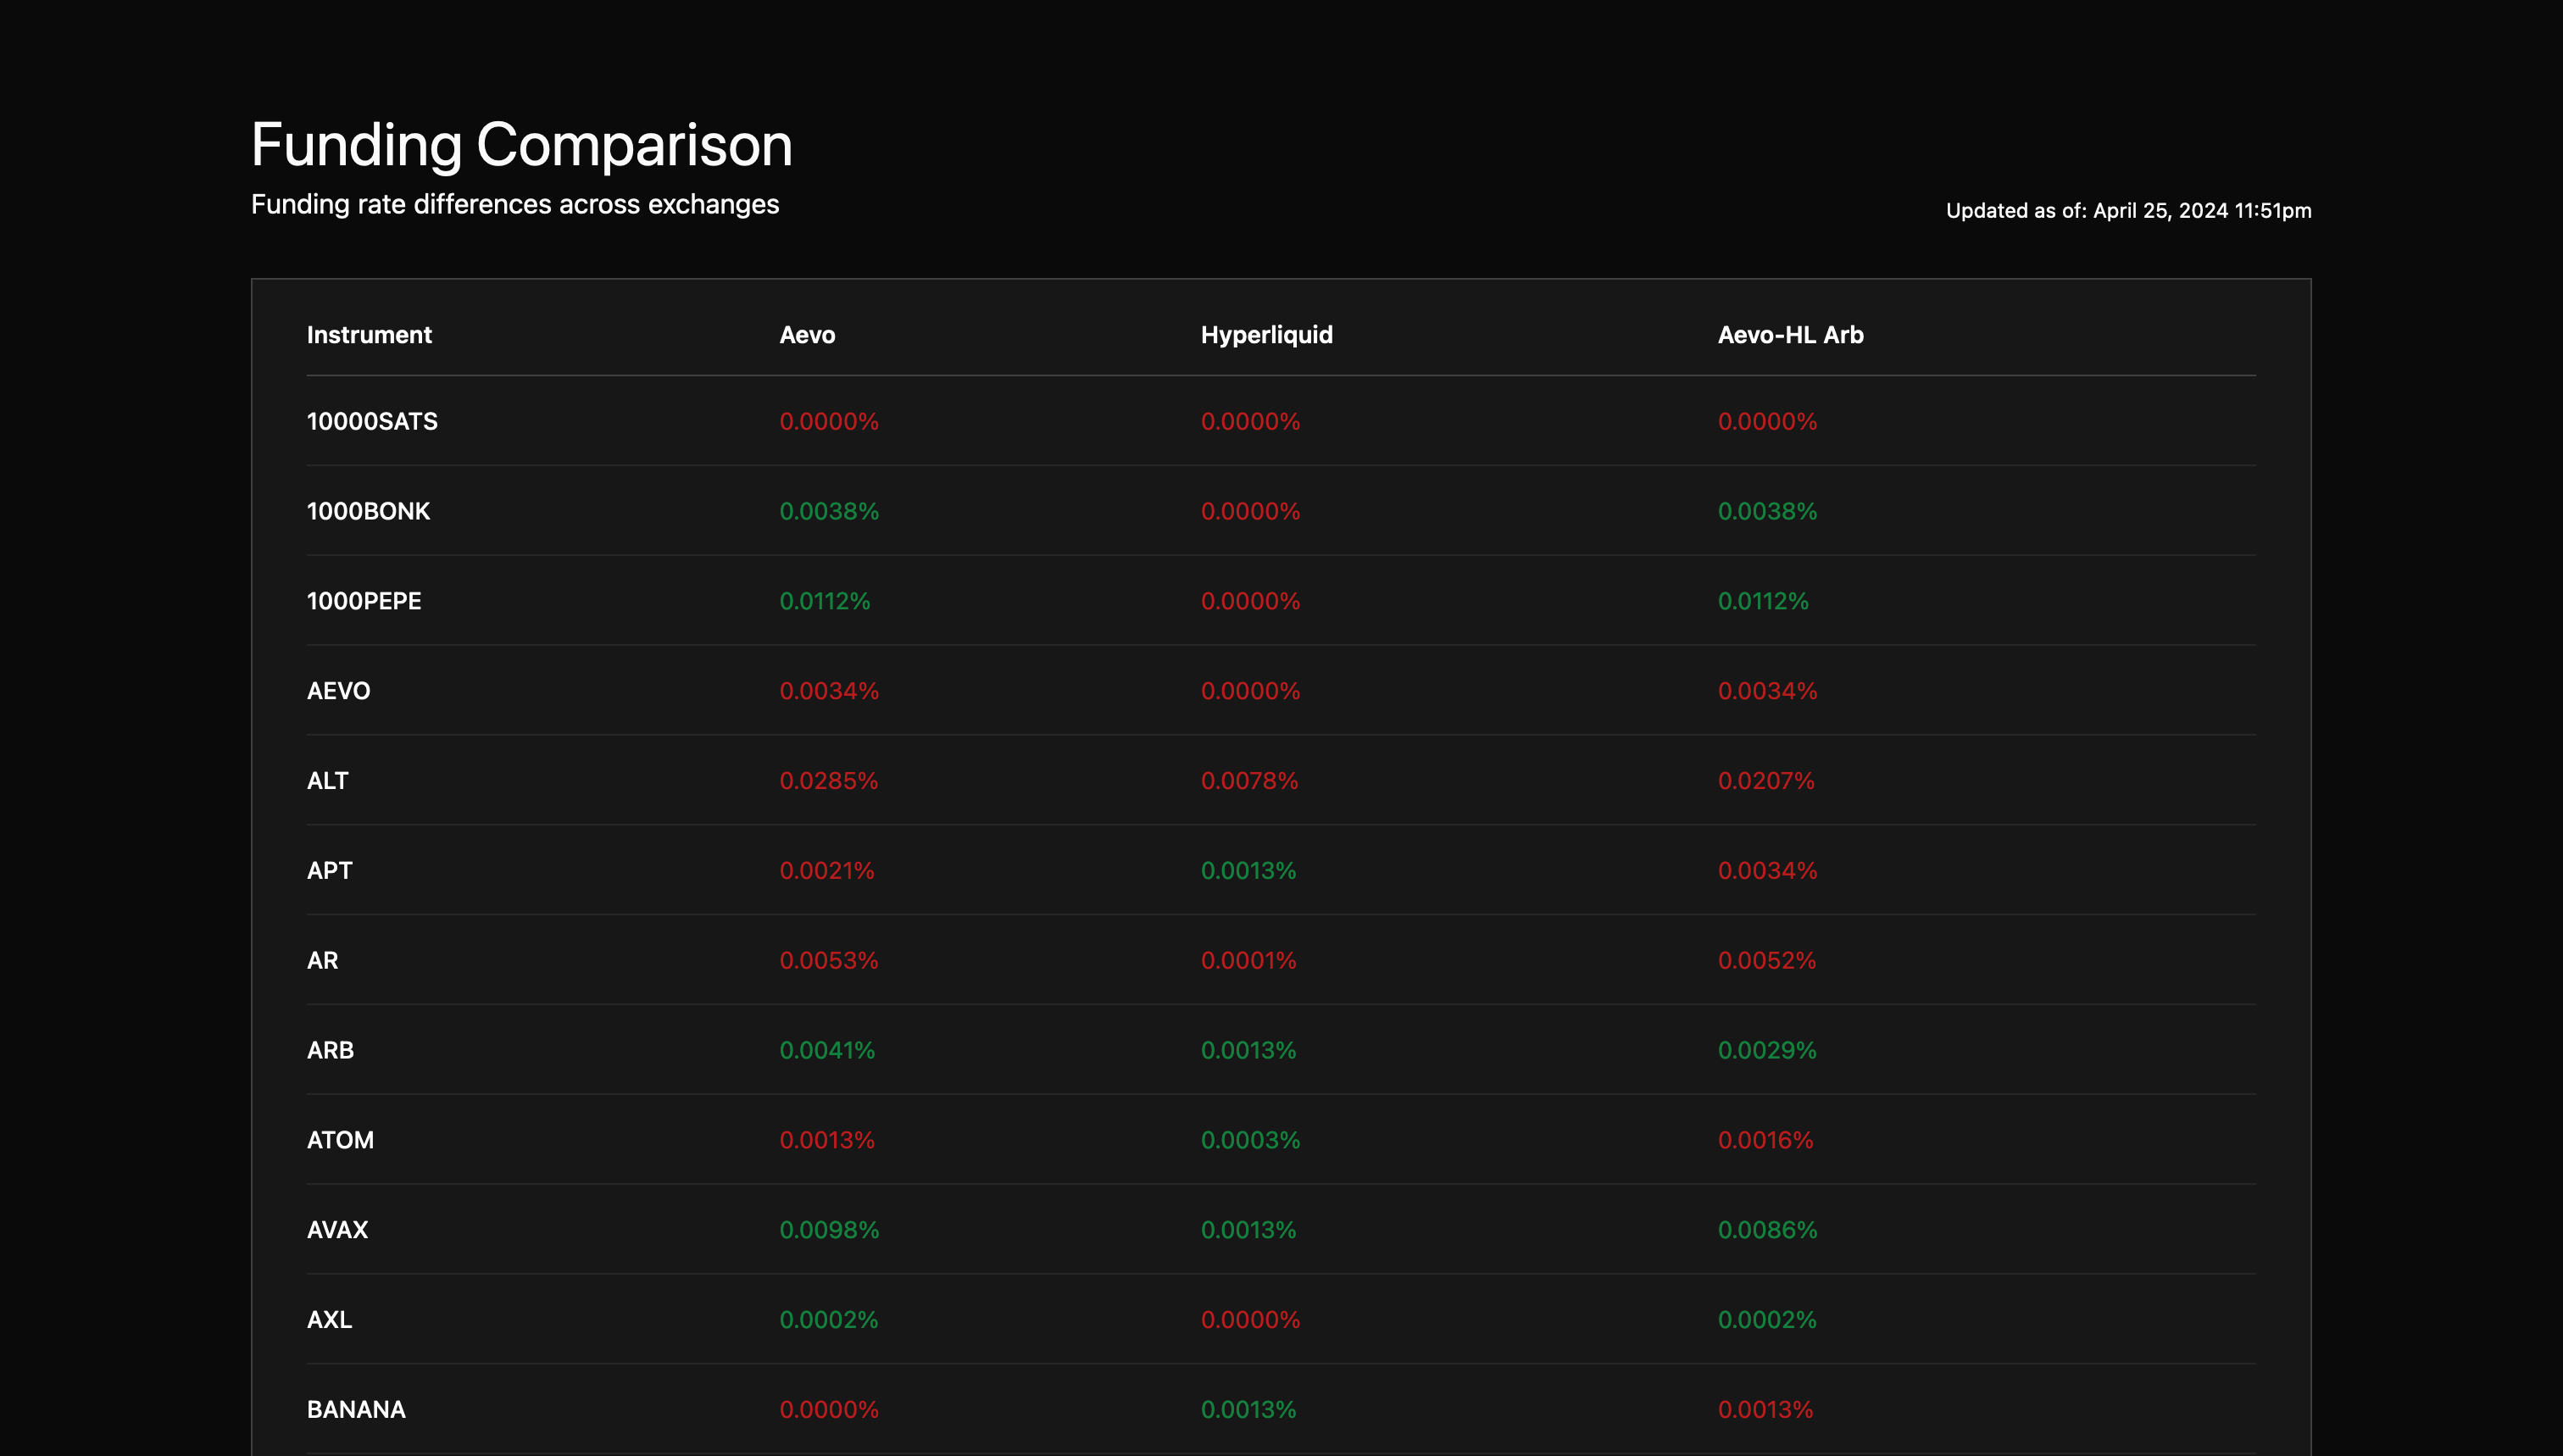 Funding Comparison
Funding rate differences across exchanges
Updated as of: April 25, 2024 11:51pm
Instrument Aevo Hyperliquid Aevo-HL Arb
10000SATS 0.0000% 0.0000% 0.0000%
1000BONK 0.0038% 0.0000% 0.0038%
1000PEPE 0.0112% 0.0000% 0.0112%
AEVO 0.0034% 0.0000% 0.0034%
ALT 0.0285% 0.0078% 0.0207%
APT 0.0021% 0.0013% 0.0034%
AR 0.0053% 0.0001% 0.0052%
ARB 0.0041% 0.0013% 0.0029%
ATOM 0.0013% 0.0003% 0.0016%
AVAX 0.0098% 0.0013% 0.0086%
AXL 0.0002% 0.0000% 0.0002%
BANANA 0.0000% 0.0013% 0.0013%